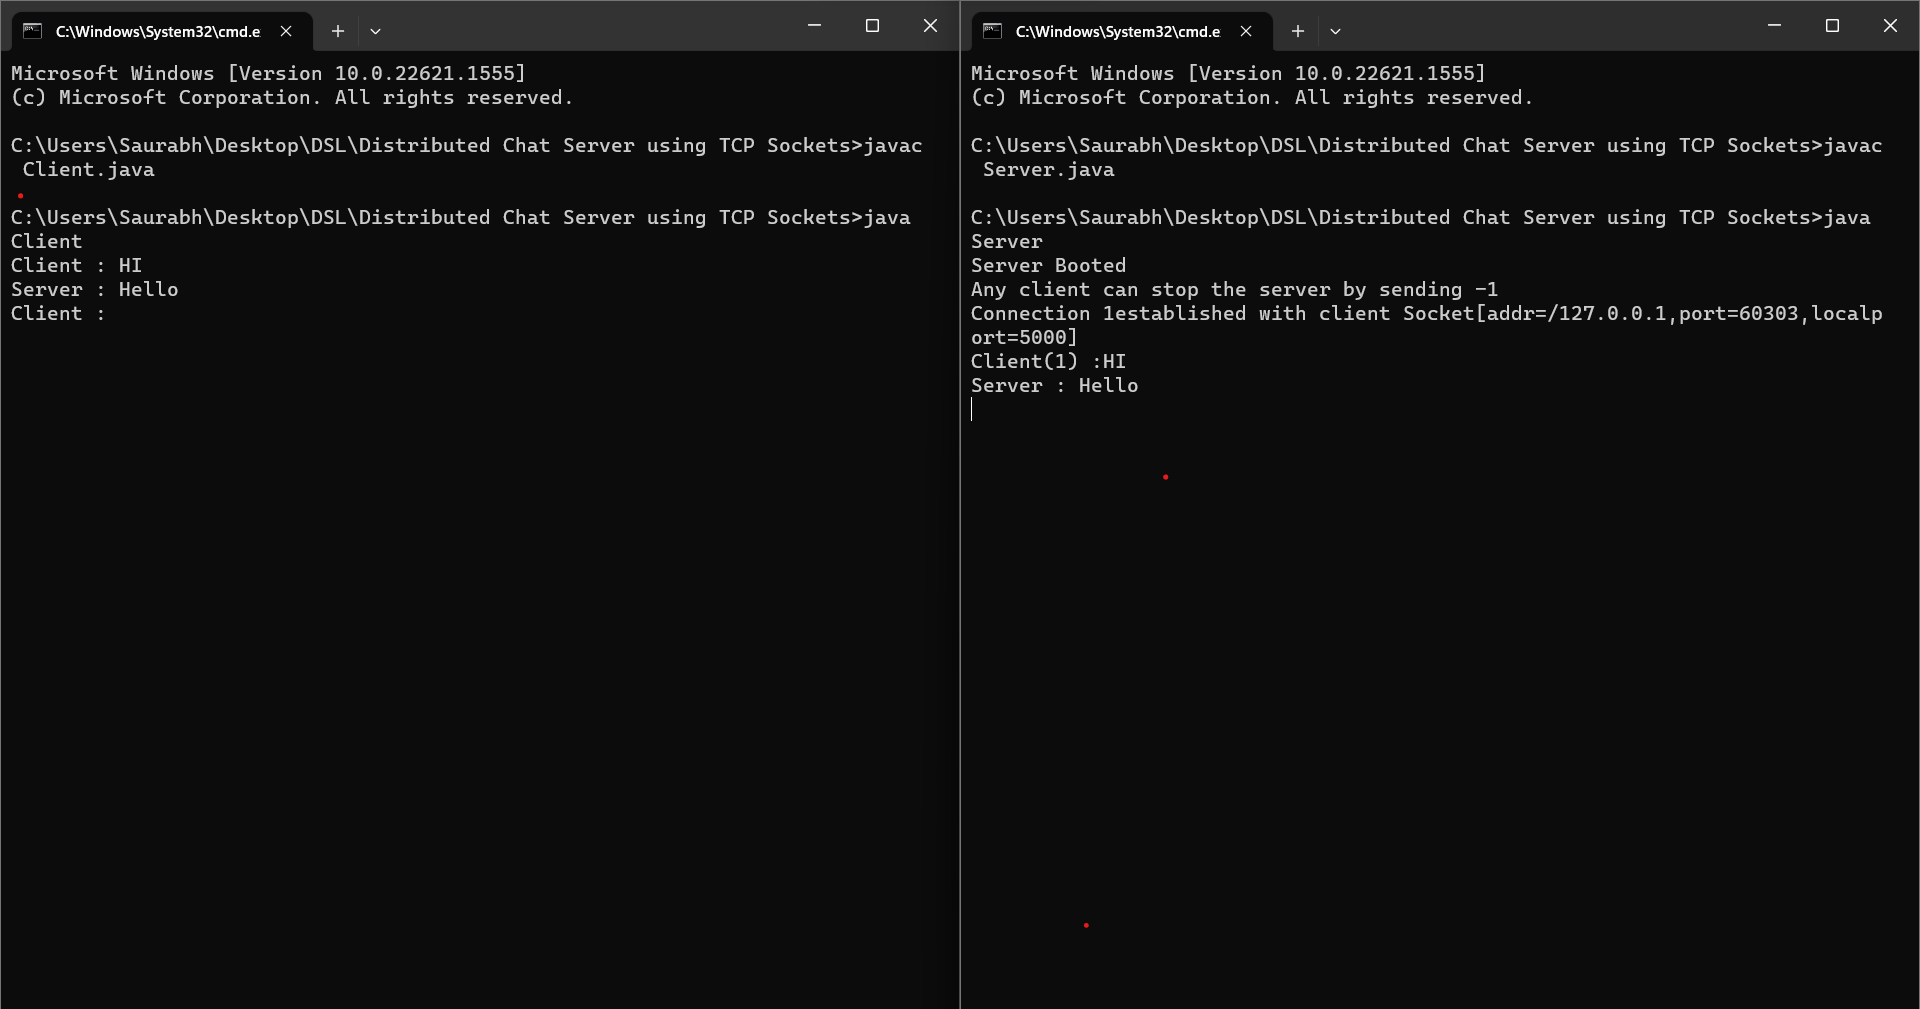 C:\Windows\System32\cmd.e
Microsoft Windows [Version 10.0.22621.1555]
(c) Microsoft Corporation. All rights reserved.
C:\Users\Saurabh\Desktop\DSL\Distributed Chat Server using TCP Sockets>javac
Client.java
C:\Users\Saurabh\Desktop\DSL\Distributed Chat Server using TCP Sockets>java
Client
Client : HI
Server : Hello
Client :
C:\Windows\System32\cmd.e
Microsoft Windows [Version 10.0.22621.1555]
(c) Microsoft Corporation. All rights reserved.
C:\Users\Saurabh\Desktop\DSL\Distributed Chat Server using TCP Sockets>javac
Server.java
C:\Users\Saurabh\Desktop\DSL\Distributed Chat Server using TCP Sockets>java
Server
Server Booted
Any client can stop the server by sending -1
Connection 1established with client Socket[addr=/127.0.0.1,port=60303,localp
ort=5000]
Client(1) :HI
Server : Hello